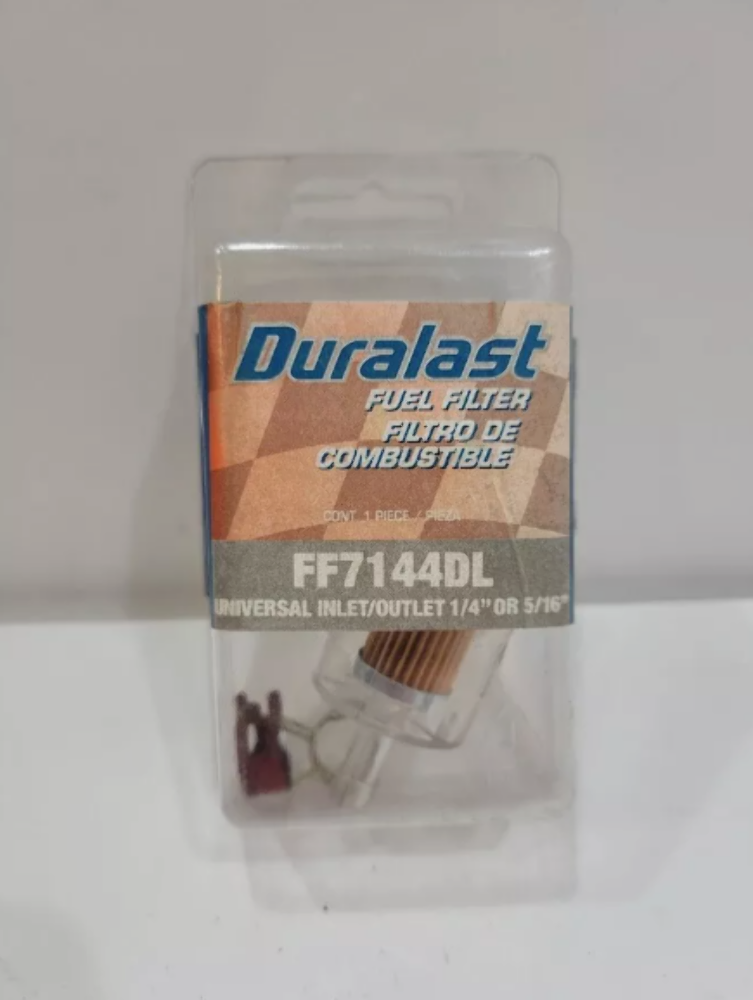 Duralast
FUEL FILTER
FILTRO DE
COMBUSTIBLE
CONT. 1 PIECE / PIEZA
FF7144DL
UNIVERSAL INLET/OUTLET 1/4" OR 5/16"